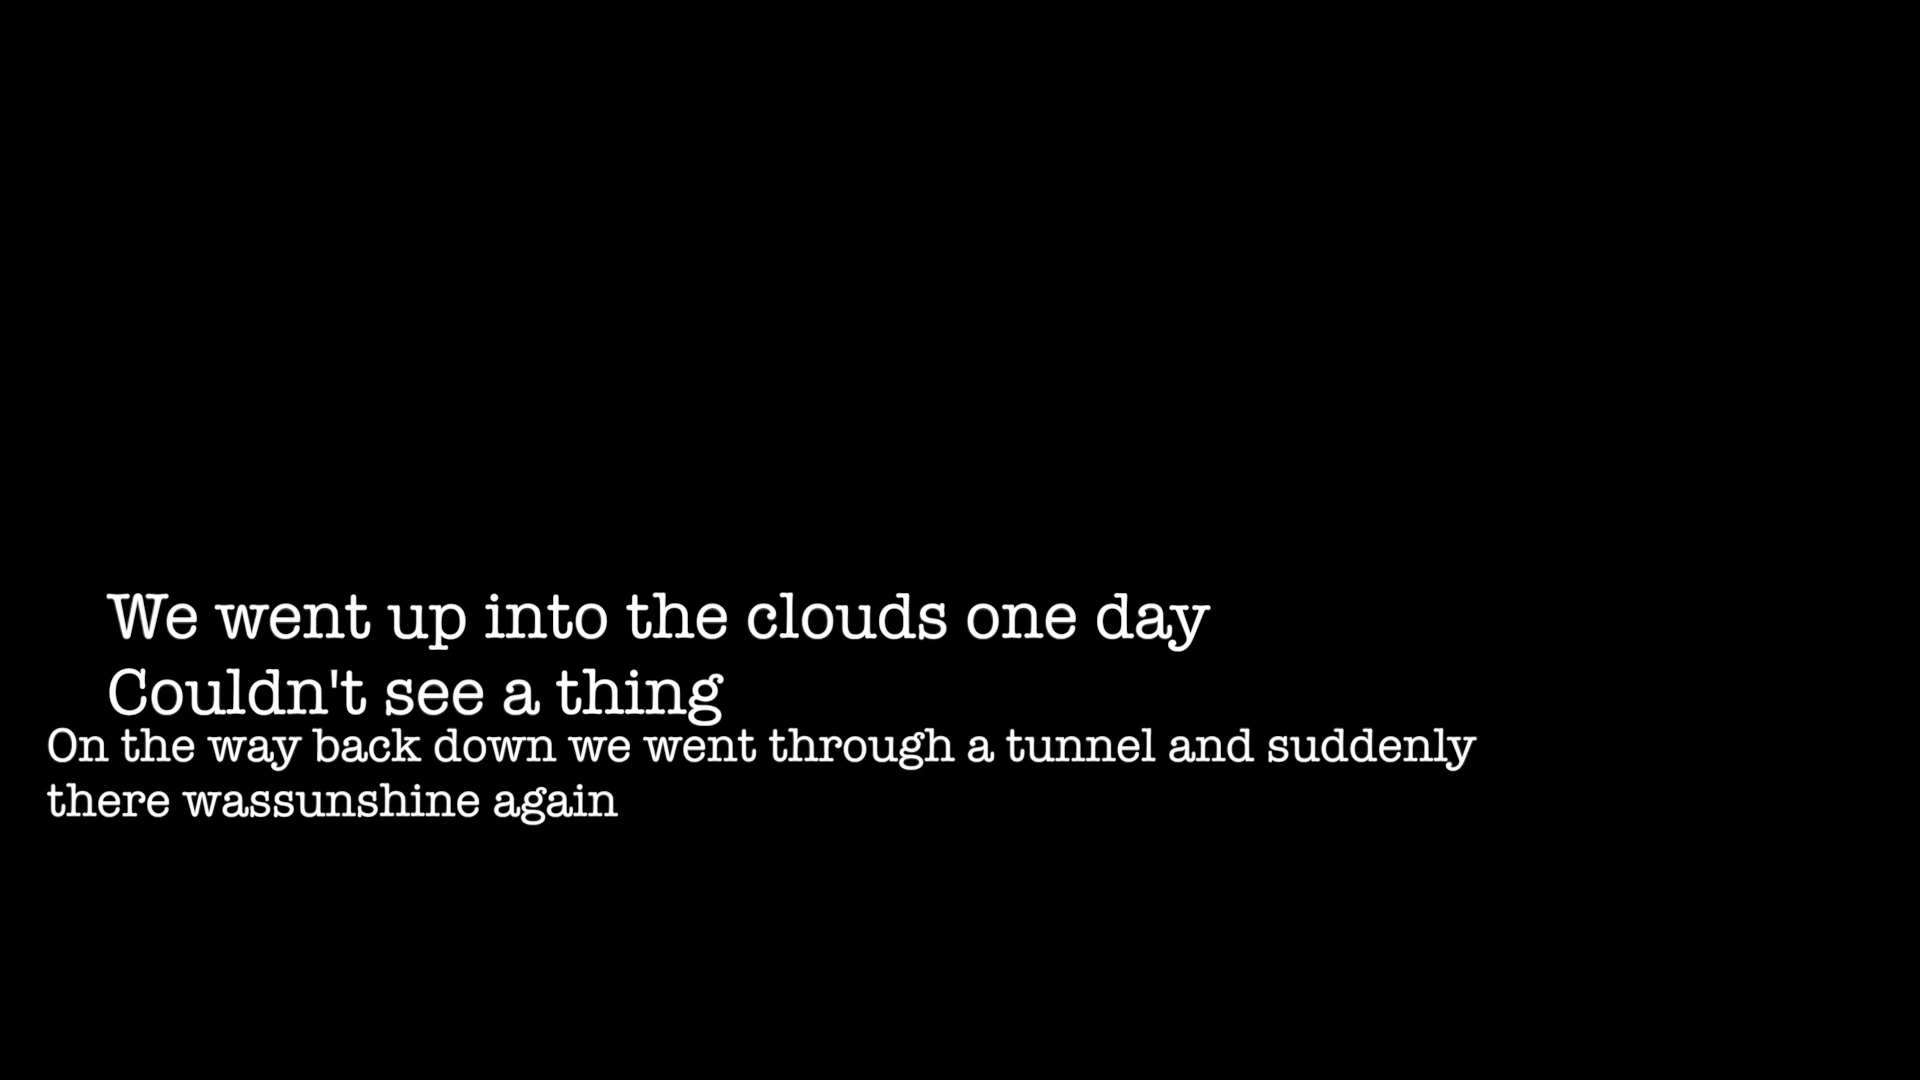 We went up into the clouds one day
Couldn't see a thing
On the way back down we went through a tunnel and suddenly
there wassunshine again